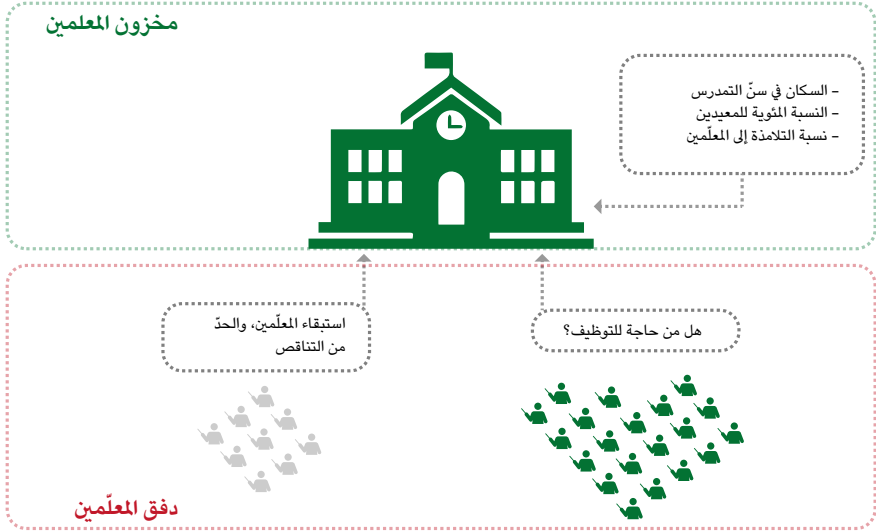 مخزون المعلمين
– السكان في سنّ التمدرس
– النسبة المئوية للمعيدين
– نسبة التلامذة إلى المعلّمين
هل من حاجة للتوظيف؟
استبقاء المعلّمين، والحدّ
من التناقص
دفق المعلّمين